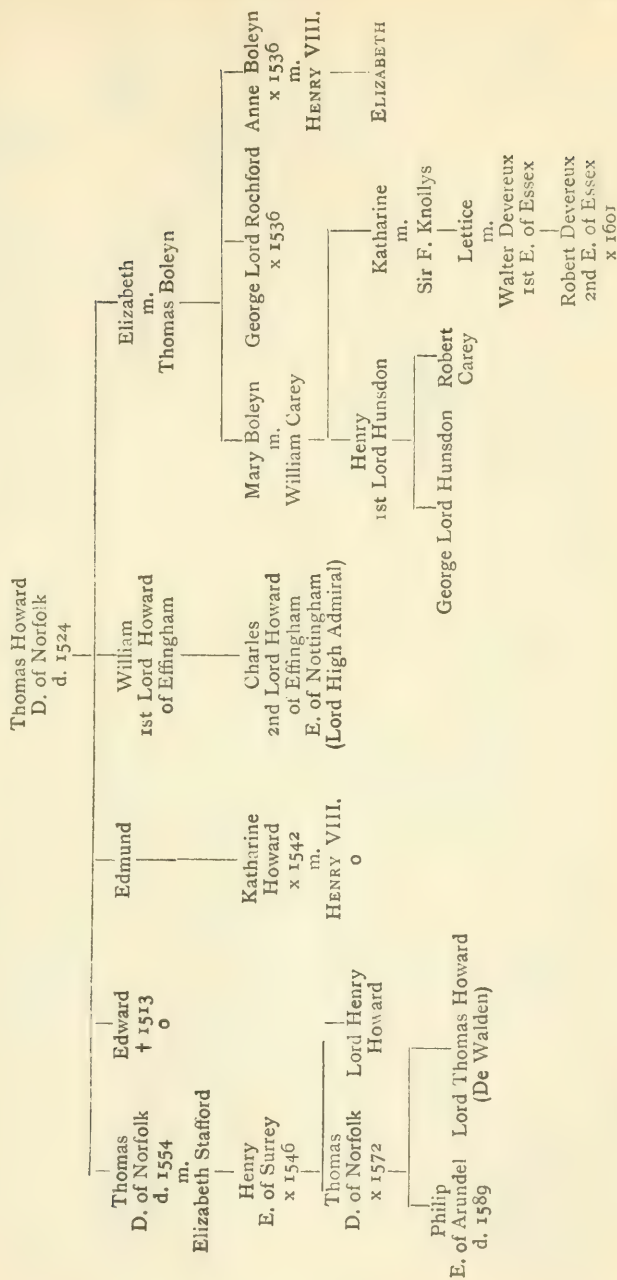 Thomas Howard
D. of Norfolk
d. 1524
Thomas
D. of Norfolk
d. 1554
m.
Elizabeth Stafford
Edward
† 1513
o
Edmund
William
1st Lord Howard
of Effingham
Elizabeth
m.
Thomas Boleyn
Henry
E. of Surrey
x 1546
Katharine
Howard
x 1542
m.
HENRY VIII.
o
Charles
2nd Lord Howard
of Effingham
E. of Nottingham
(Lord High Admiral)
Mary Boleyn
m.
William Carey
George Lord Rochford
x 1536
Anne Boleyn
x 1536
m.
HENRY VIII.
Thomas
D. of Norfolk
x 1572
Lord Henry
Howard
Henry
1st Lord Hunsdon
Katharine
m.
Sir F. Knollys
ELIZABETH
Philip
E. of Arundel
d. 1589
Lord Thomas Howard
(De Walden)
George Lord Hunsdon
Robert
Carey
Lettice
m.
Walter Devereux
1st E. of Essex
Robert Devereux
2nd E. of Essex
x 1601